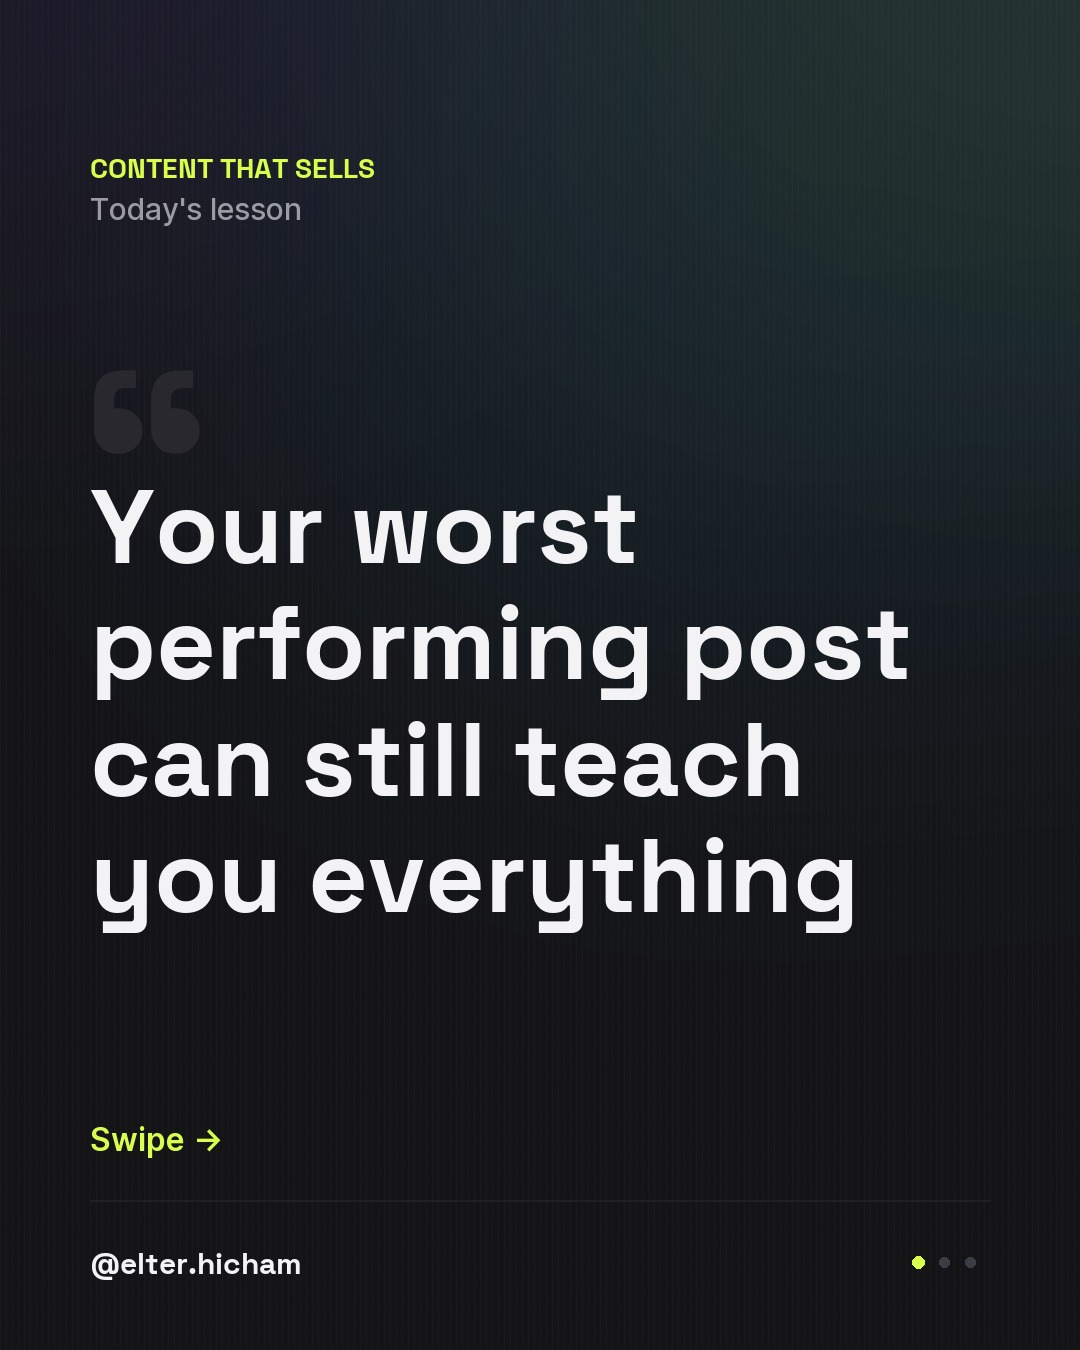 CONTENT THAT SELLS
Today's lesson
“
Your worst
performing post
can still teach
you everything
Swipe →
@elter.hicham